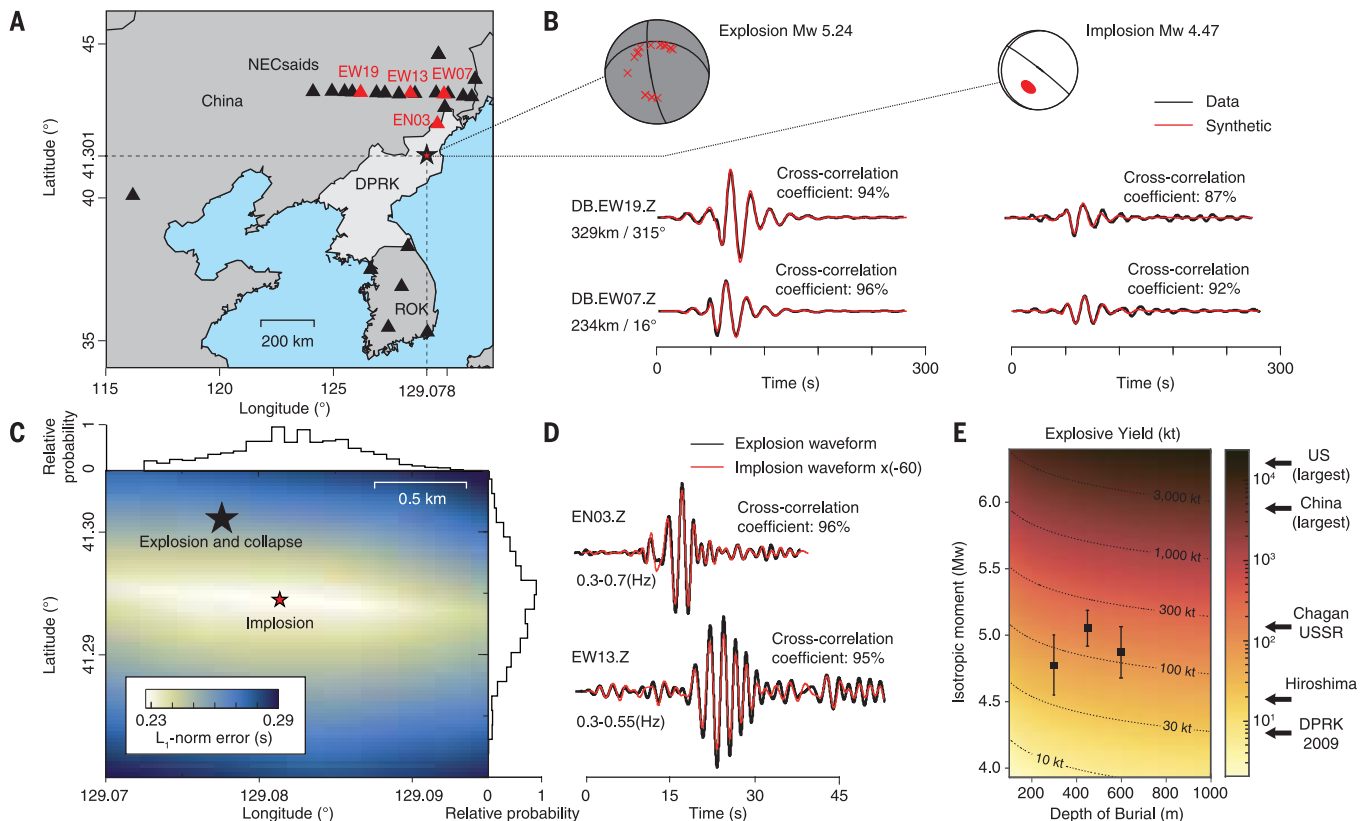 A
45
NECsaids
EW19
EW13
EW07
China
EN03
41.301
Latitude (°)
DPRK
40
ROK
200 km
35
115
120
125
129.078
Longitude (°)
B
Explosion Mw 5.24
Implosion Mw 4.47
Data
Synthetic
Cross-correlation
coefficient: 94%
DB.EW19.Z
329km / 315°
Cross-correlation
coefficient: 87%
Cross-correlation
coefficient: 96%
DB.EW07.Z
234km / 16°
Cross-correlation
coefficient: 92%
0
300
Time (s)
0
300
Time (s)
C
Relative
probability
1
0
0.5 km
41.30
Explosion and collapse
Latitude (°)
Implosion
41.29
0.23
0.29
L1-norm error (s)
129.07
129.08
129.09
0
1
Longitude (°)
Relative probability
D
Explosion waveform
Implosion waveform x(-60)
EN03.Z
Cross-correlation
coefficient: 96%
0.3-0.7(Hz)
EW13.Z
Cross-correlation
coefficient: 95%
0.3-0.55(Hz)
0
15
30
45
Time (s)
E
Explosive Yield (kt)
Isotropic moment (Mw)
6.0
5.5
5.0
4.5
4.0
3,000 kt
1,000 kt
300 kt
100 kt
30 kt
10 kt
200
400
600
800
1000
Depth of Burial (m)
10⁴
10³
10²
10¹
US
(largest)
China
(largest)
Chagan
USSR
Hiroshima
DPRK
2009